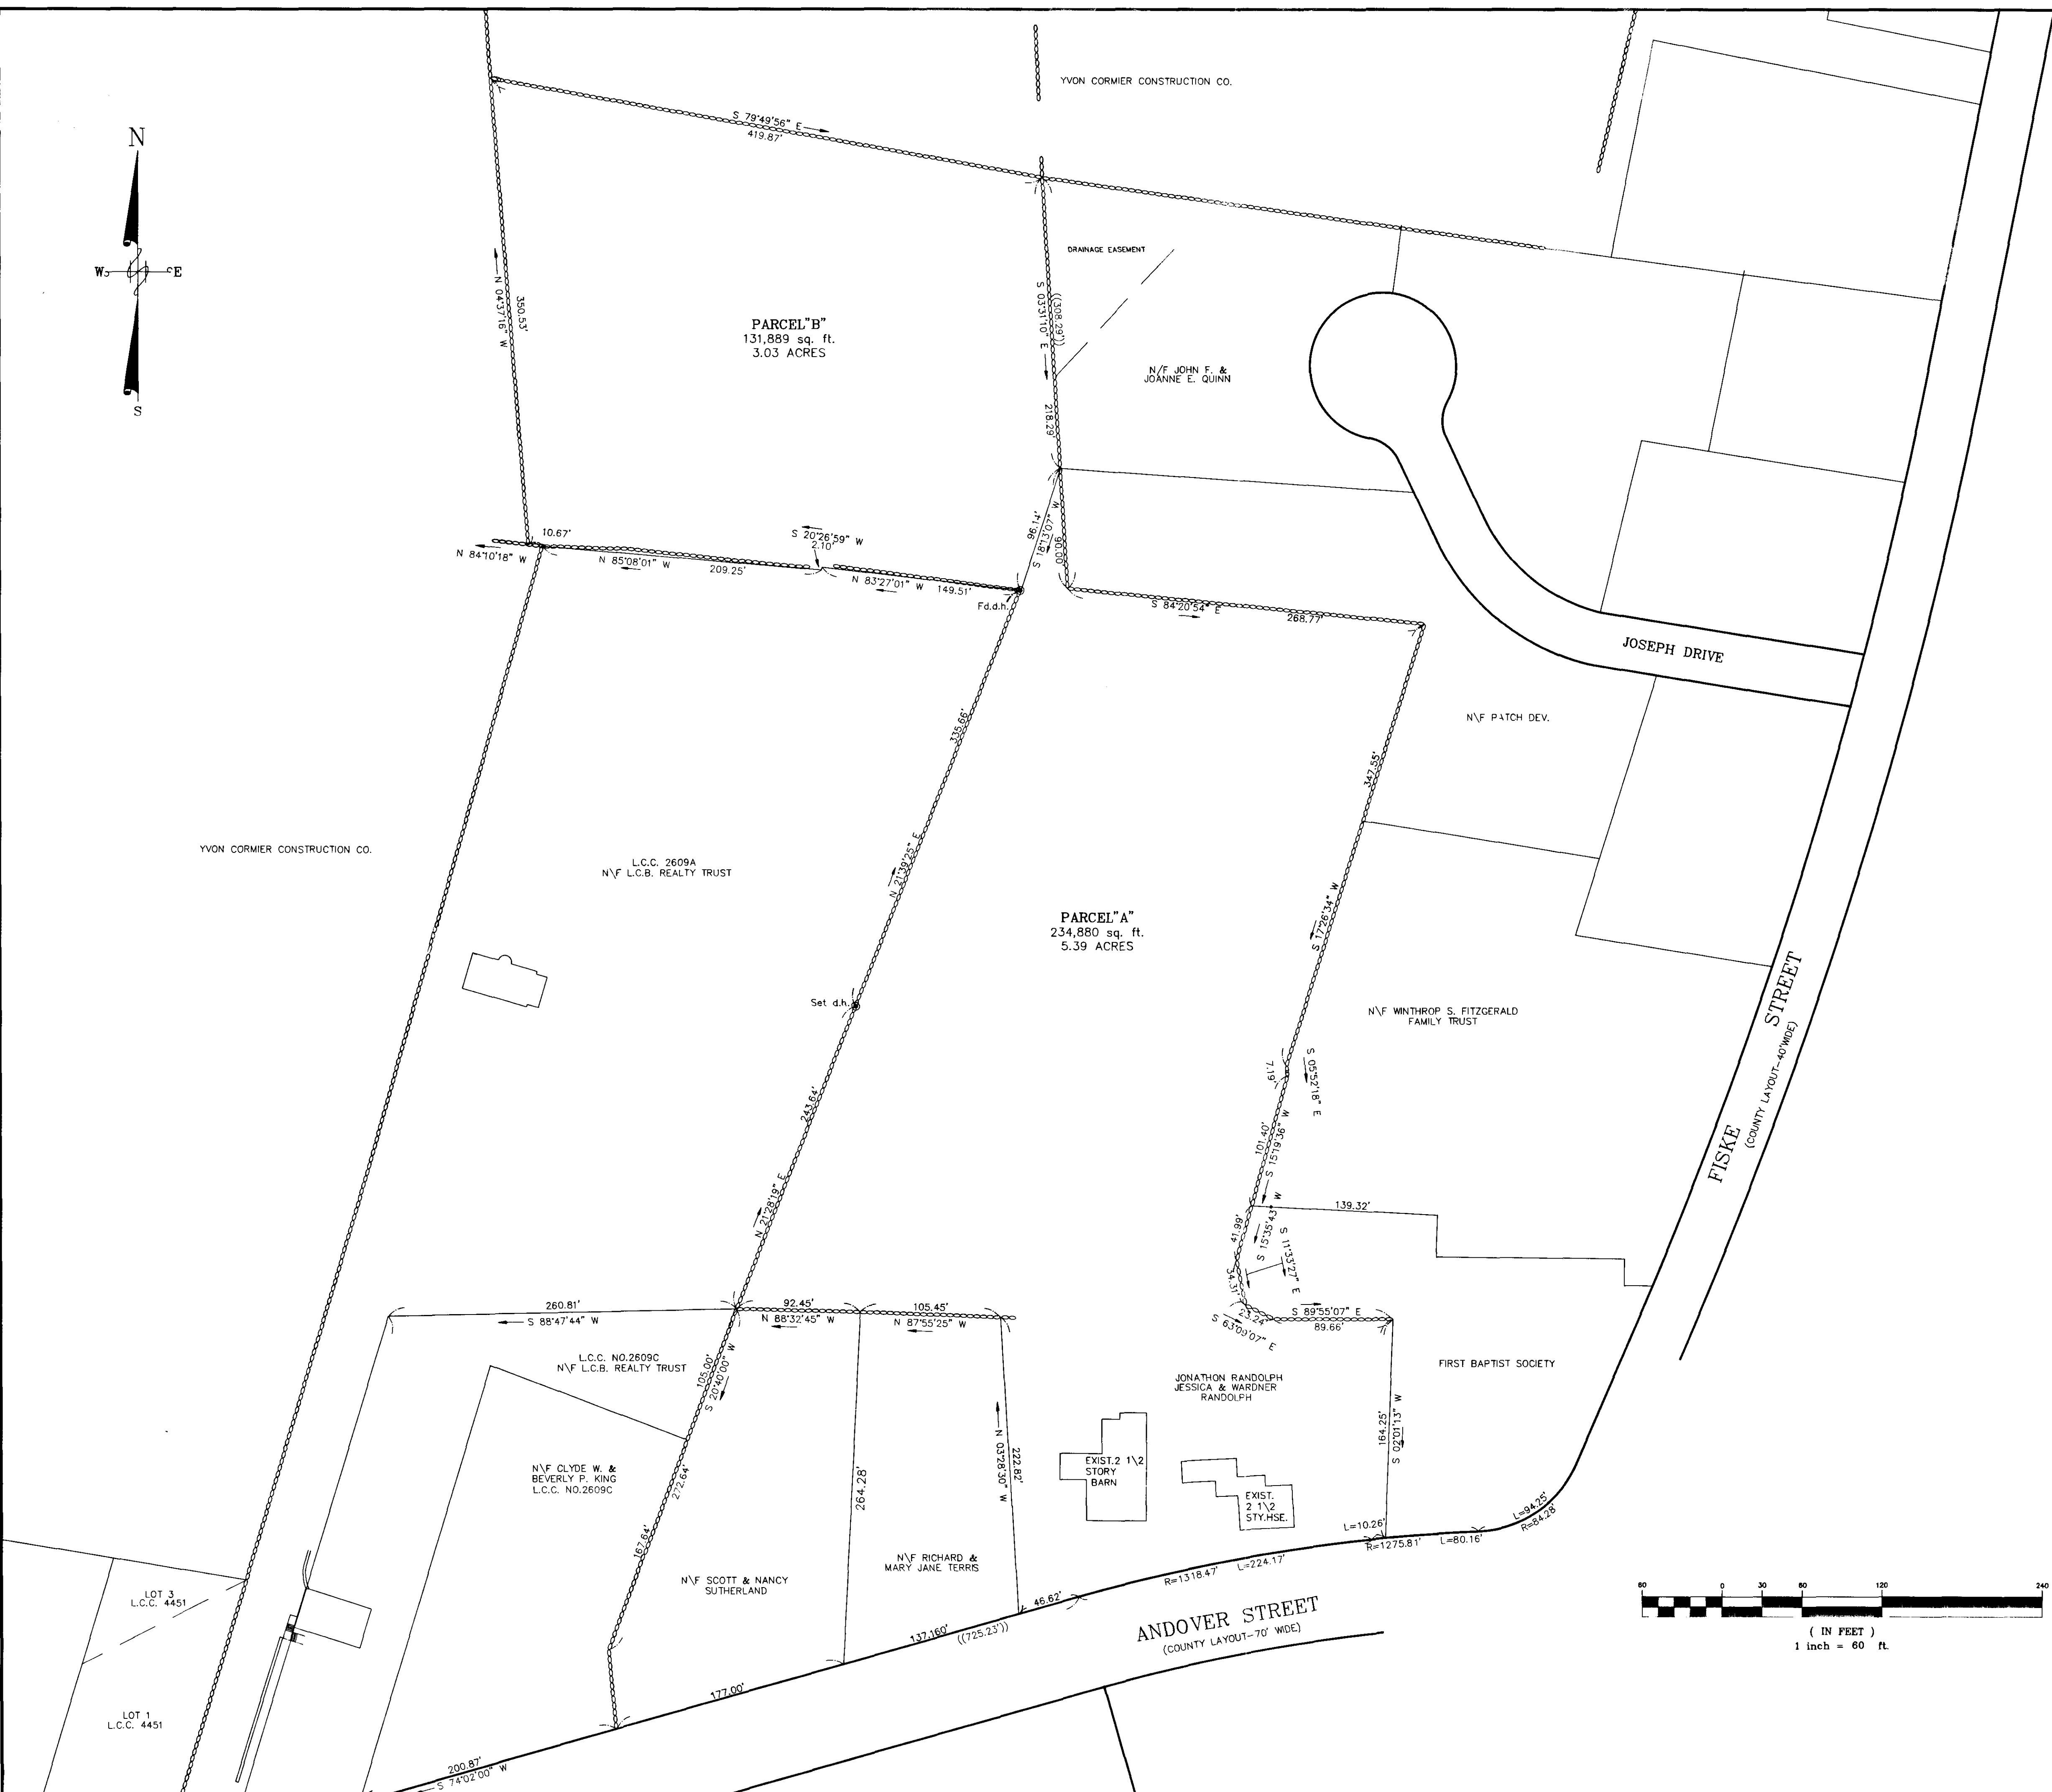 YVON CORMIER CONSTRUCTION CO.
S 79°49'56" E
419.87'
N
W
E
S
DRAINAGE EASEMENT
N 04°37'16" W
350.53'
S 03°31'10" E
((308.29'))
218.29'
PARCEL"B"
131,889 sq. ft.
3.03 ACRES
N/F JOHN F. &
JOANNE E. QUINN
10.67'
N 84°10'18" W
N 85°08'01" W
209.25'
S 20°26'59" W
2.10'
N 83°27'01" W
149.51'
Fd.d.h.
96.14'
S 18°13'07" W
90.00'
S 84°20'54" E
268.77'
JOSEPH DRIVE
N\F PATCH DEV.
335.66'
347.55'
YVON CORMIER CONSTRUCTION CO.
L.C.C. 2609A
N\F L.C.B. REALTY TRUST
N 21°39'25" E
PARCEL"A"
234,880 sq. ft.
5.39 ACRES
S 17°26'34" W
Set d.h.
N\F WINTHROP S. FITZGERALD
FAMILY TRUST
FISKE STREET
(COUNTY LAYOUT-40'WIDE)
7.19'
S 05°52'18" E
243.64'
101.40'
S 15°19'36" W
N 21°28'19" E
139.32'
41.99'
S 15°35'43" W
S 11°33'27" E
34.31'
23.24'
S 63°09'07" E
S 89°55'07" E
89.66'
260.81'
S 88°47'44" W
92.45'
N 88°32'45" W
105.45'
N 87°55'25" W
L.C.C. NO.2609C
N\F L.C.B. REALTY TRUST
105.00'
S 20°40'00" W
JONATHON RANDOLPH
JESSICA & WARDNER
RANDOLPH
FIRST BAPTIST SOCIETY
164.25'
S 02°01'13" W
N\F CLYDE W. &
BEVERLY P. KING
L.C.C. NO.2609C
272.64'
167.64'
264.28'
N 03°28'30" W
222.82'
EXIST.2 1\2
STORY
BARN
EXIST.
2 1\2
STY.HSE.
L=10.26'
R=1275.81'
L=80.16'
L=94.25'
R=84.28'
N\F SCOTT & NANCY
SUTHERLAND
N\F RICHARD &
MARY JANE TERRIS
R=1318.47'
L=224.17'
46.62'
137.160'
((725.23'))
ANDOVER STREET
(COUNTY LAYOUT-70' WIDE)
177.00'
200.87'
S 74°02'00" W
LOT 3
L.C.C. 4451
LOT 1
L.C.C. 4451
60 0 30 60 120 240
( IN FEET )
1 inch = 60 ft.